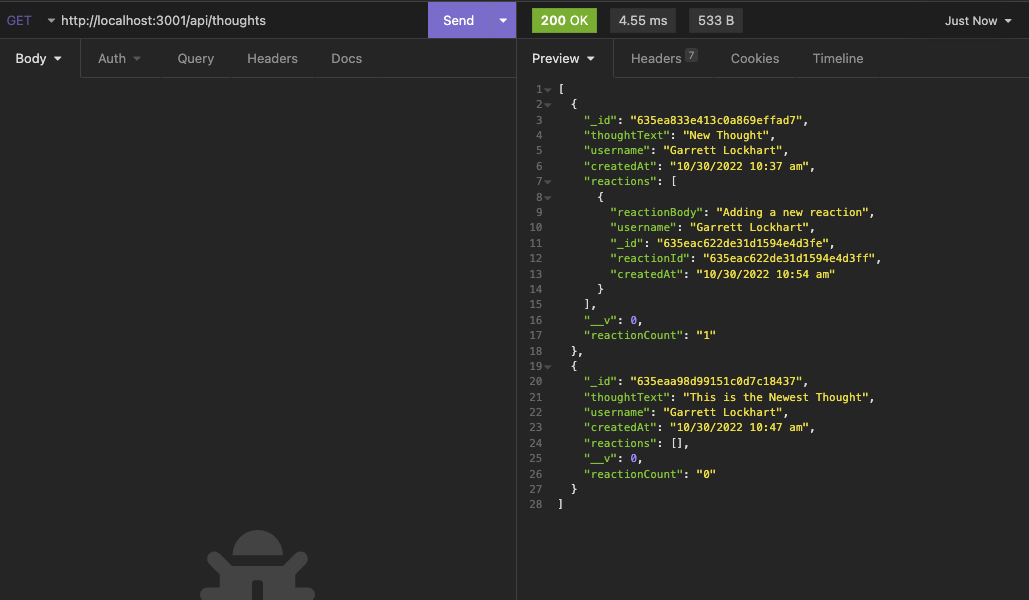 GET http://localhost:3001/api/thoughts Send 200 OK 4.55 ms 533 B Just Now
Body Auth Query Headers Docs Preview Headers 7 Cookies Timeline
1 [
2 {
3 "_id": "635ea833e413c0a869effad7",
4 "thoughtText": "New Thought",
5 "username": "Garrett Lockhart",
6 "createdAt": "10/30/2022 10:37 am",
7 "reactions": [
8 {
9 "reactionBody": "Adding a new reaction",
10 "username": "Garrett Lockhart",
11 "_id": "635eac622de31d1594e4d3fe",
12 "reactionId": "635eac622de31d1594e4d3ff",
13 "createdAt": "10/30/2022 10:54 am"
14 }
15 ],
16 "__v": 0,
17 "reactionCount": "1"
18 },
19 {
20 "_id": "635eaa98d99151c0d7c18437",
21 "thoughtText": "This is the Newest Thought",
22 "username": "Garrett Lockhart",
23 "createdAt": "10/30/2022 10:47 am",
24 "reactions": [],
25 "__v": 0,
26 "reactionCount": "0"
27 }
28 ]